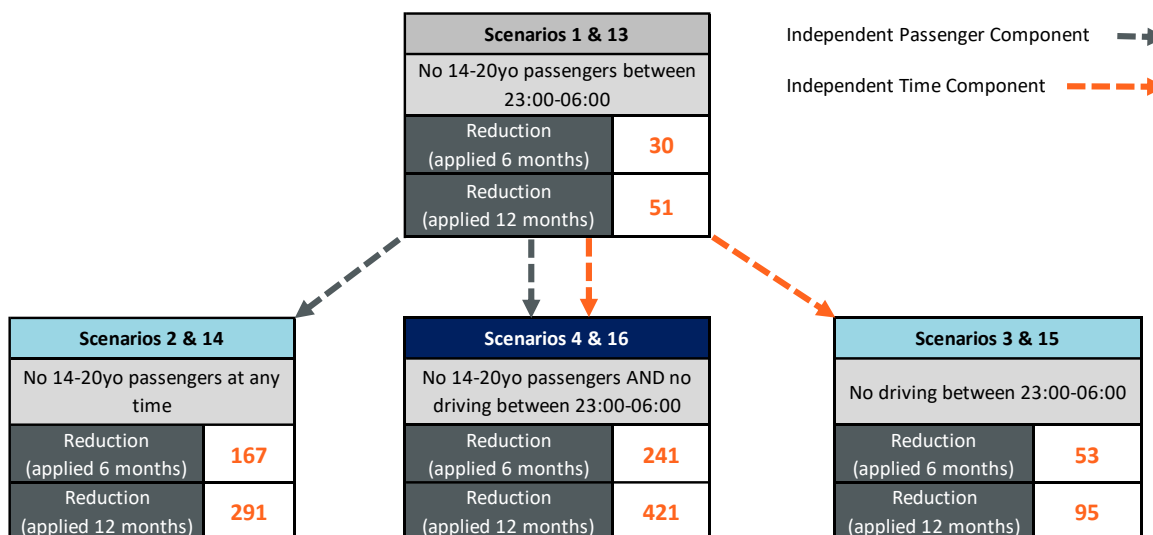 Scenarios 1 & 13
No 14-20yo passengers between
23:00-06:00
Reduction
(applied 6 months)
30
Reduction
(applied 12 months)
51
Independent Passenger Component
Independent Time Component
Scenarios 2 & 14
No 14-20yo passengers at any
time
Reduction
(applied 6 months)
167
Reduction
(applied 12 months)
291
Scenarios 4 & 16
No 14-20yo passengers AND no
driving between 23:00-06:00
Reduction
(applied 6 months)
241
Reduction
(applied 12 months)
421
Scenarios 3 & 15
No driving between 23:00-06:00
Reduction
(applied 6 months)
53
Reduction
(applied 12 months)
95